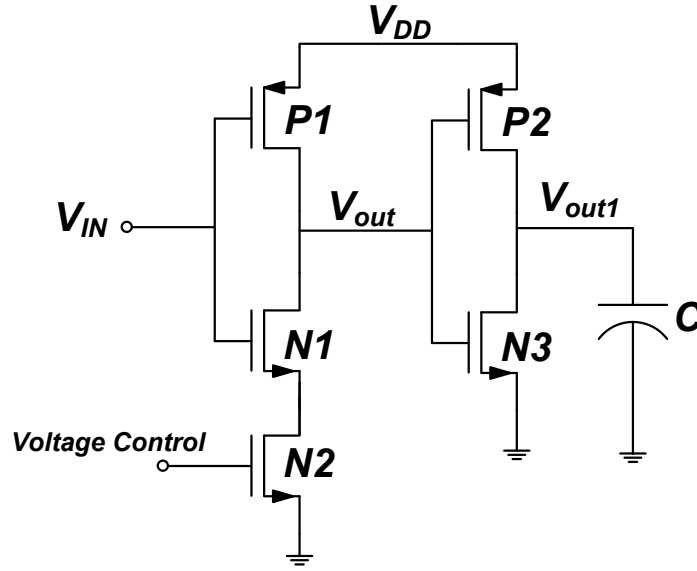 VDD
P1
P2
VIN
Vout
Vout1
C
N1
N3
Voltage Control
N2